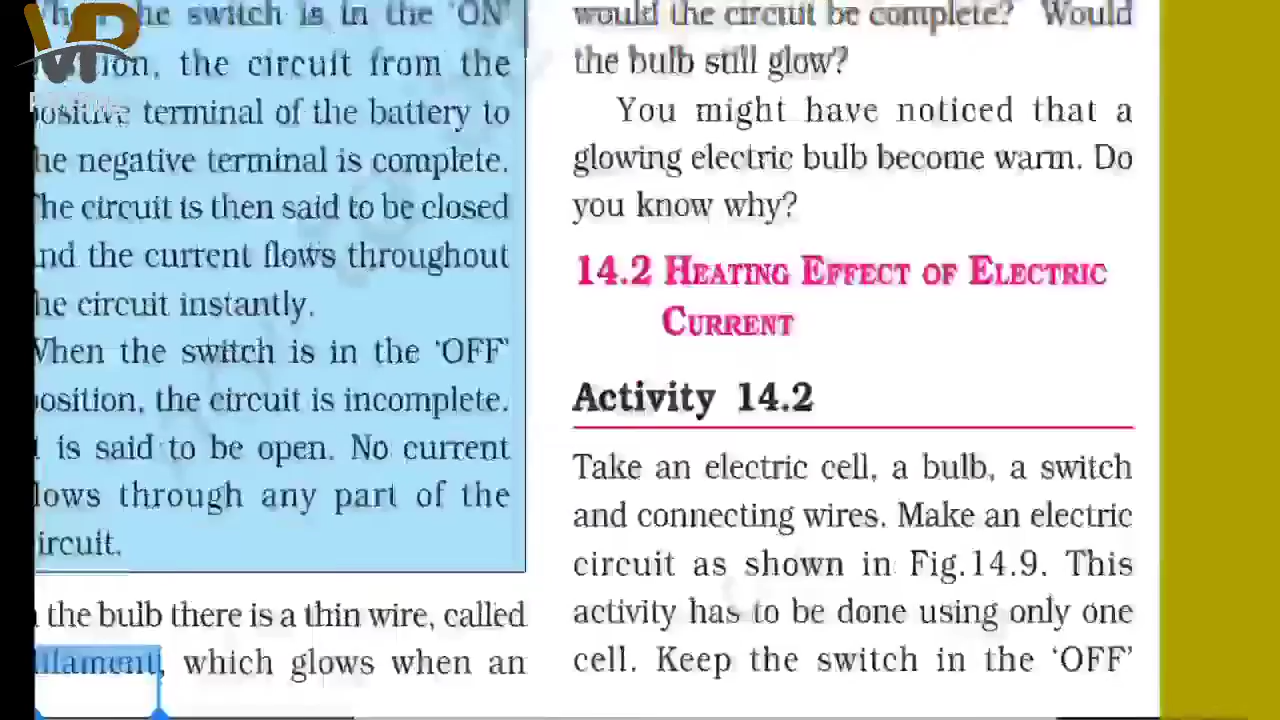 VP
the switch is in the 'ON'
the circuit from the
positive terminal of the battery to
he negative terminal is complete.
The circuit is then said to be closed
and the current flows throughout
he circuit instantly.
When the switch is in the 'OFF'
position, the circuit is incomplete.
is said to be open. No current
lows through any part of the
ircuit.
the bulb there is a thin wire, called
filament, which glows when an
would the circuit be complete? Would
the bulb still glow?
You might have noticed that a
glowing electric bulb become warm. Do
you know why?
14.2 HEATING EFFECT OF ELECTRIC
CURRENT
Activity 14.2
Take an electric cell, a bulb, a switch
and connecting wires. Make an electric
circuit as shown in Fig.14.9. This
activity has to be done using only one
cell. Keep the switch in the 'OFF'